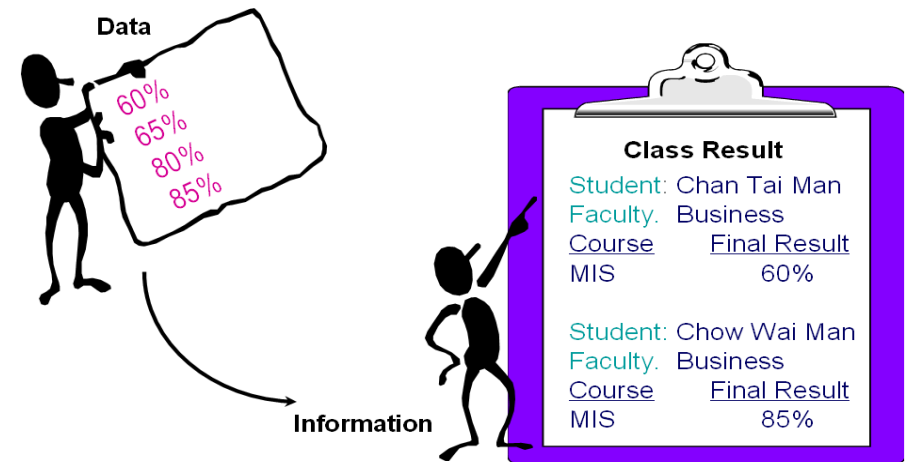 Data
60%
65%
80%
85%
Information
Class Result
Student: Chan Tai Man
Faculty. Business
Course Final Result
MIS 60%
Student: Chow Wai Man
Faculty. Business
Course Final Result
MIS 85%